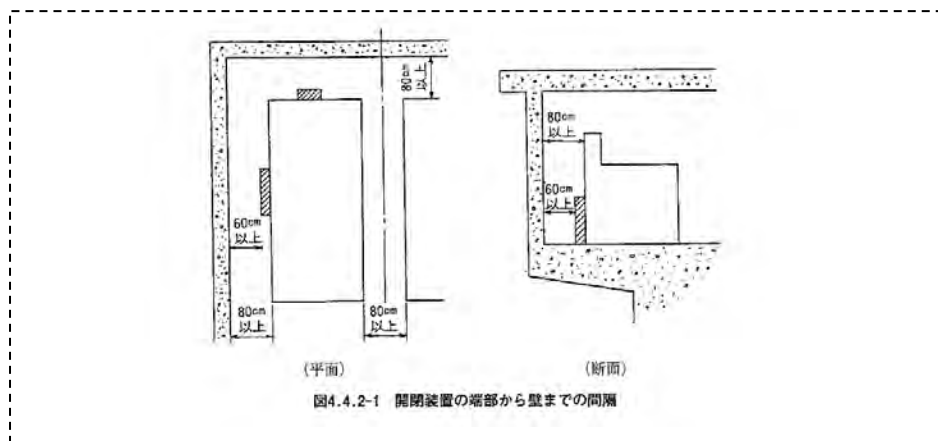 80cm
以上
60cm
以上
80cm
以上
80cm
以上
(平面)
80cm
以上
60cm
以上
(断面)
図4.4.2-1 開閉装置の端部から壁までの間隔